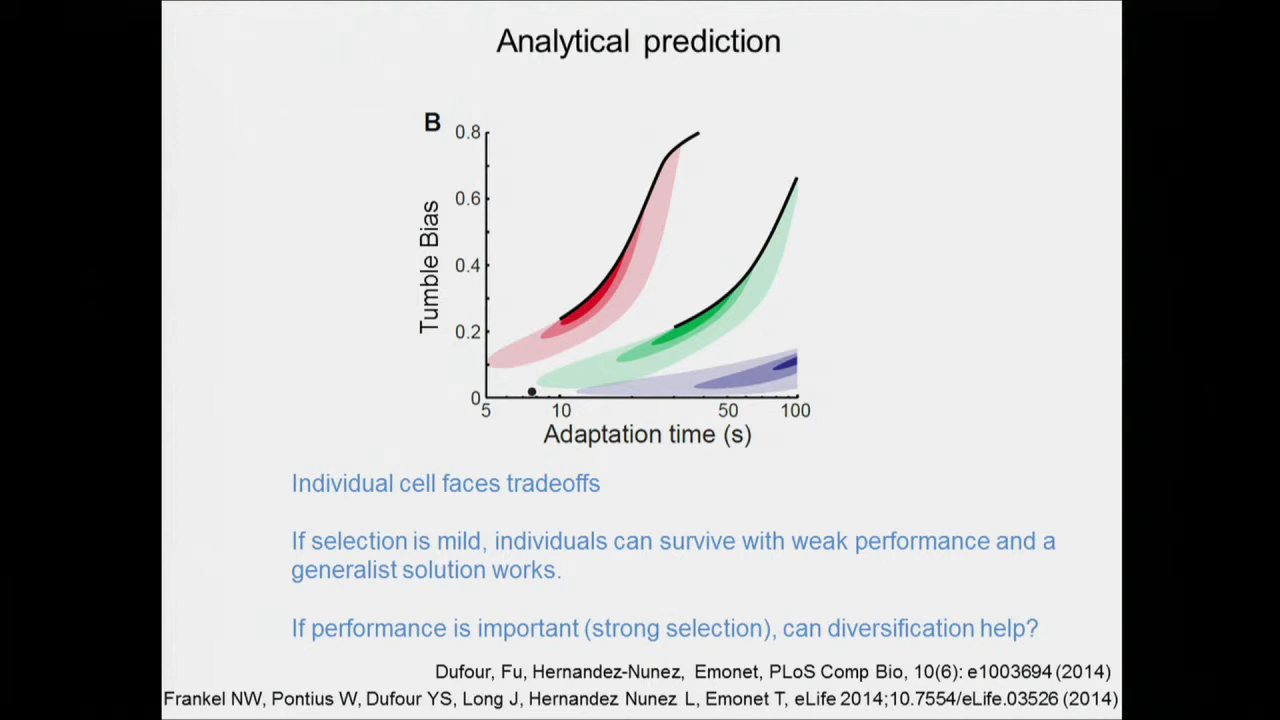 Analytical prediction
B
0.8
0.6
0.4
0.2
0
Tumble Bias
5 10 50 100
Adaptation time (s)
Individual cell faces tradeoffs
If selection is mild, individuals can survive with weak performance and a
generalist solution works.
If performance is important (strong selection), can diversification help?
Dufour, Fu, Hernandez-Nunez, Emonet, PLoS Comp Bio, 10(6): e1003694 (2014)
Frankel NW, Pontius W, Dufour YS, Long J, Hernandez Nunez L, Emonet T, eLife 2014;10.7554/eLife.03526 (2014)